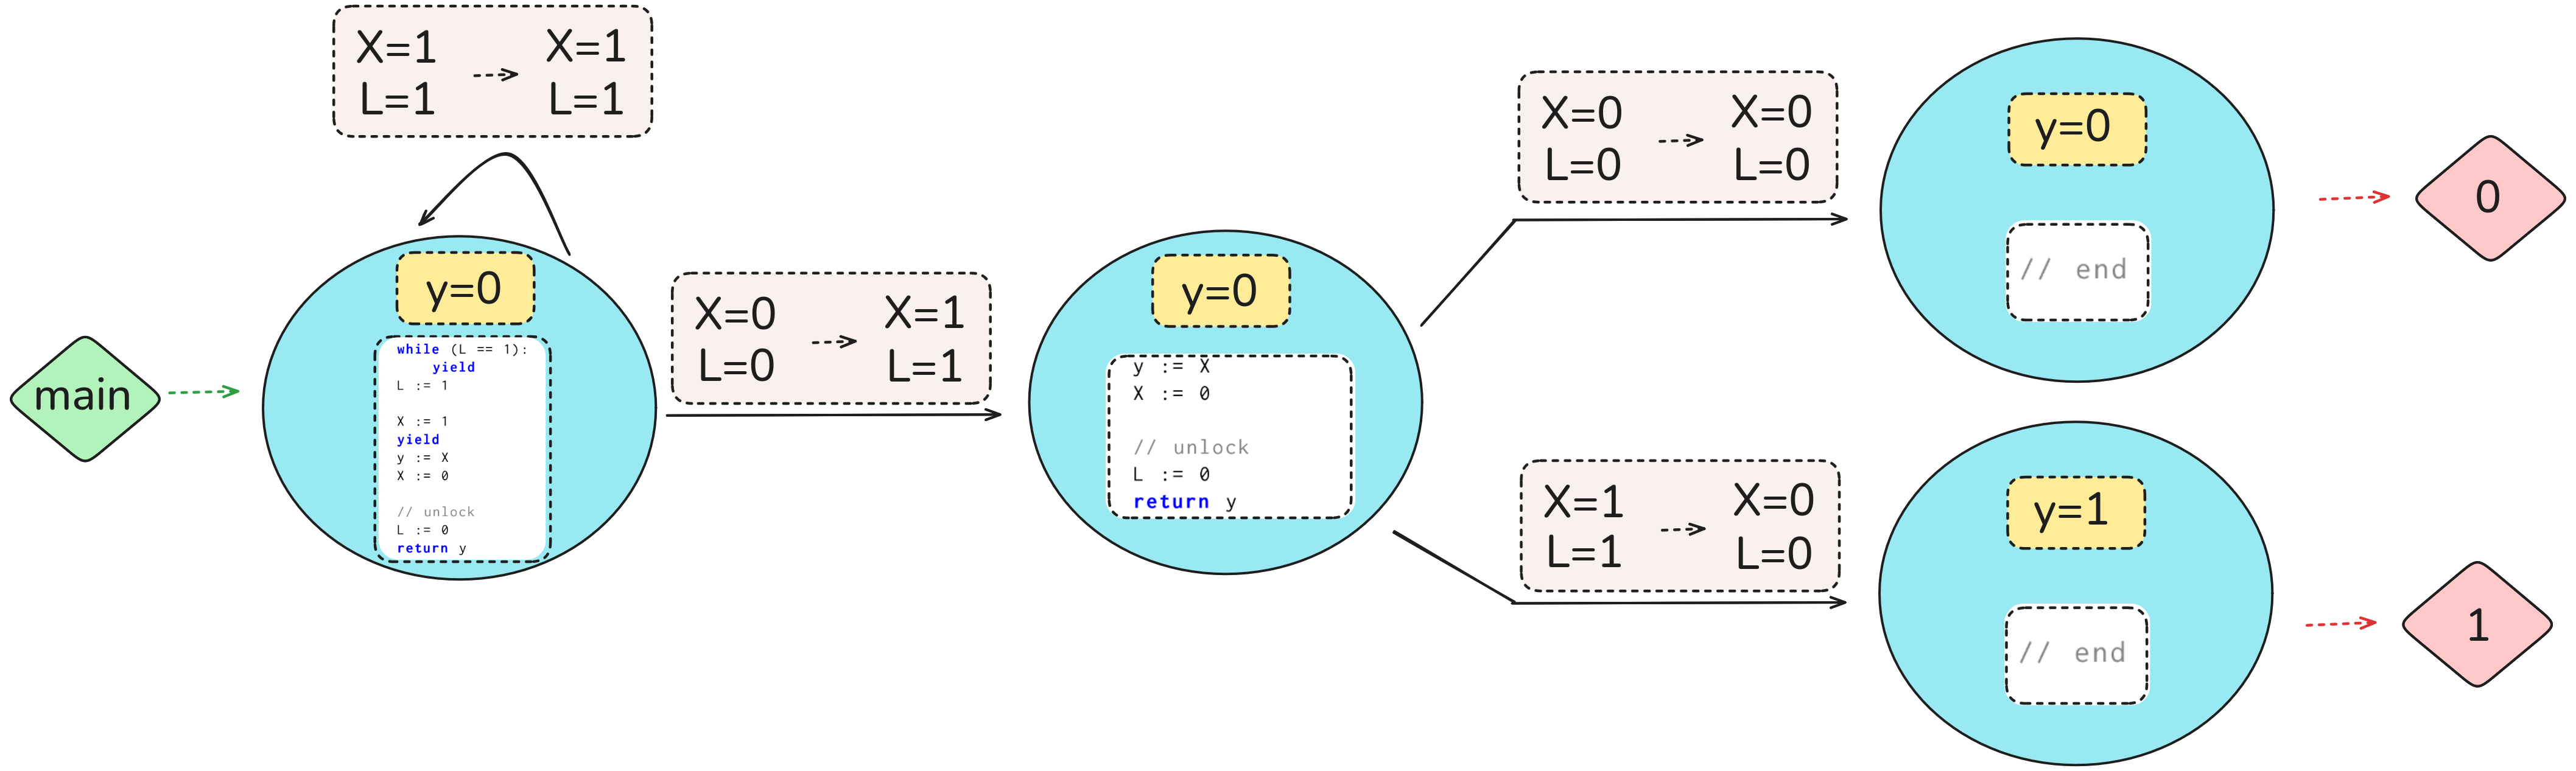 main
X=1 X=1
L=1 L=1
y=0
while (L == 1):
    yield
L := 1
X := 1
yield
y := X
X := 0
// unlock
L := 0
return y
X=0 X=1
L=0 L=1
y=0
y := X
X := 0
// unlock
L := 0
return y
X=0 X=0
L=0 L=0
y=0
// end
0
X=1 X=0
L=1 L=0
y=1
// end
1